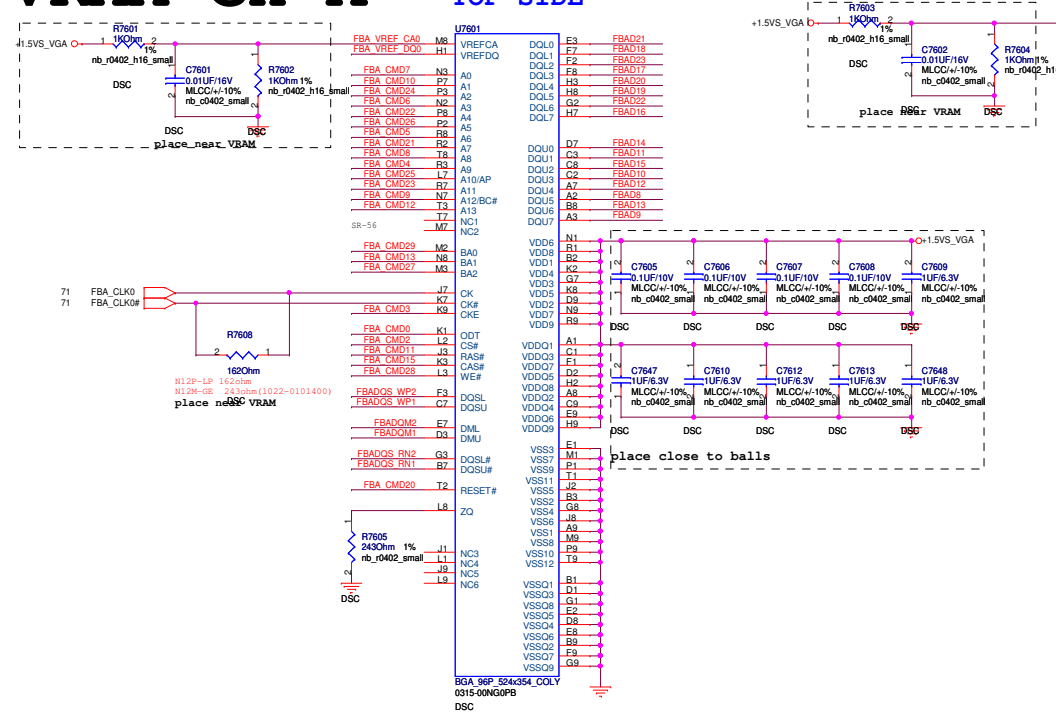 TOP SIDE
+1.5VS_VGA
R7601
1KOhm
1 2
1%
nb_r0402_h16_small
C7601
0.01UF/16V
MLCC/+/-10%
nb_c0402_small
R7602
1KOhm 1%
nb_r0402_h16_small
DSC
DSC
DSC
place near VRAM
+1.5VS_VGA
R7603
1KOhm
1 2
1%
nb_r0402_h16_small
C7602
0.01UF/16V
MLCC/+/-10%
nb_c0402_small
R7604
1KOhm 1%
DSC
DSC
DSC
place near VRAM
U7601
FBA_VREF_CA0 M8 VREFCA
FBA_VREF_DQ0 H1 VREFDQ
FBA_CMD7 N3 A0
FBA_CMD10 P7 A1
FBA_CMD24 P3 A2
FBA_CMD6 N2 A3
FBA_CMD22 P8 A4
FBA_CMD26 P2 A5
FBA_CMD5 R8 A6
FBA_CMD21 R2 A7
FBA_CMD8 T8 A8
FBA_CMD4 R3 A9
FBA_CMD25 L7 A10/AP
FBA_CMD23 R7 A11
FBA_CMD9 N7 A12/BC#
FBA_CMD12 T3 A13
T7 NC1
SR-56
M7 NC2
FBA_CMD29 M2 BA0
FBA_CMD13 N8 BA1
FBA_CMD27 M3 BA2
71 FBA_CLK0 J7 CK
71 FBA_CLK0# K7 CK#
FBA_CMD3 K9 CKE
R7608
2 1
162Ohm
N12P-LP 162ohm
N12M-GE 243ohm(1022-0101400)
DSC
place near VRAM
FBA_CMD0 K1 ODT
FBA_CMD2 L2 CS#
FBA_CMD11 J3 RAS#
FBA_CMD15 K3 CAS#
FBA_CMD28 L3 WE#
FBADQS_WP2 F3 DQSL
FBADQS_WP1 C7 DQSU
FBADQM2 E7 DML
FBADQM1 D3 DMU
FBADQS_RN2 G3 DQSL#
FBADQS_RN1 B7 DQSU#
FBA_CMD20 T2 RESET#
L8 ZQ
R7605
243Ohm 1%
nb_r0402_small
DSC
J1 NC3
L1 NC4
J9 NC5
L9 NC6
DQL0 E3 FBAD21
DQL1 F7 FBAD18
DQL2 F2 FBAD23
DQL3 F8 FBAD17
DQL4 H3 FBAD20
DQL5 H8 FBAD19
DQL6 G2 FBAD22
DQL7 H7 FBAD16
DQU0 D7 FBAD14
DQU1 C3 FBAD11
DQU2 C8 FBAD15
DQU3 C2 FBAD10
DQU4 A7 FBAD12
DQU5 A2 FBAD8
DQU6 B8 FBAD13
DQU7 A3 FBAD9
VDD6 N1
VDD8 R1
VDD1 B2
VDD4 K2
VDD3 G7
VDD5 K8
VDD2 D9
VDD7 N9
VDD9 R9
VDDQ1 A1
VDDQ3 C1
VDDQ7 F1
VDDQ5 D2
VDDQ8 H2
VDDQ2 A8
VDDQ4 C9
VDDQ6 E9
VDDQ9 H9
VSS3 E1
VSS7 M1
VSS9 P1
VSS11 T1
VSS5 J2
VSS2 B3
VSS4 G8
VSS6 J8
VSS1 A9
VSS8 M9
VSS10 P9
VSS12 T9
VSSQ1 B1
VSSQ3 D1
VSSQ8 G1
VSSQ5 E2
VSSQ4 D8
VSSQ6 E8
VSSQ2 B9
VSSQ7 F9
VSSQ9 G9
BGA_96P_524x354_COLY
0315-00NG0PB
DSC
+1.5VS_VGA
C7605 C7606 C7607 C7608 C7609
0.1UF/10V 0.1UF/10V 0.1UF/10V 0.1UF/10V 1UF/6.3V
MLCC/+/-10% MLCC/+/-10% MLCC/+/-10% MLCC/+/-10% MLCC/+/-10%
nb_c0402_small nb_c0402_small nb_c0402_small nb_c0402_small nb_c0402_small
DSC DSC DSC DSC DSC
C7647 C7610 C7612 C7613 C7648
1UF/6.3V 1UF/6.3V 1UF/6.3V 1UF/6.3V 1UF/6.3V
MLCC/+/-10% MLCC/+/-10% MLCC/+/-10% MLCC/+/-10% MLCC/+/-10%
nb_c0402_small nb_c0402_small nb_c0402_small nb_c0402_small nb_c0402_small
DSC DSC DSC DSC DSC
place close to balls